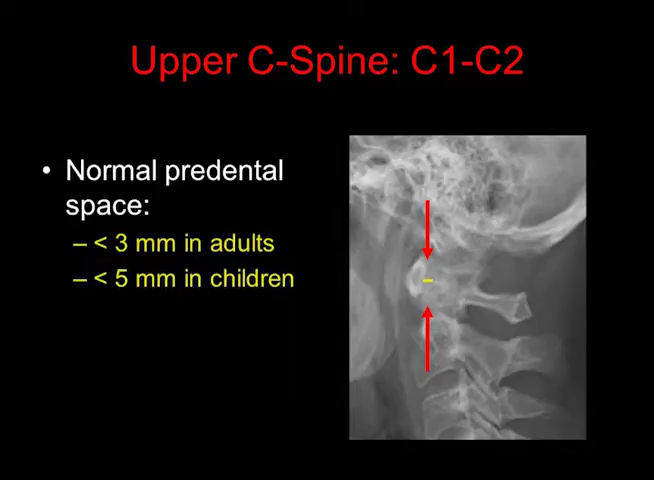 Upper C-Spine: C1-C2
• Normal predental
space:
– < 3 mm in adults
– < 5 mm in children